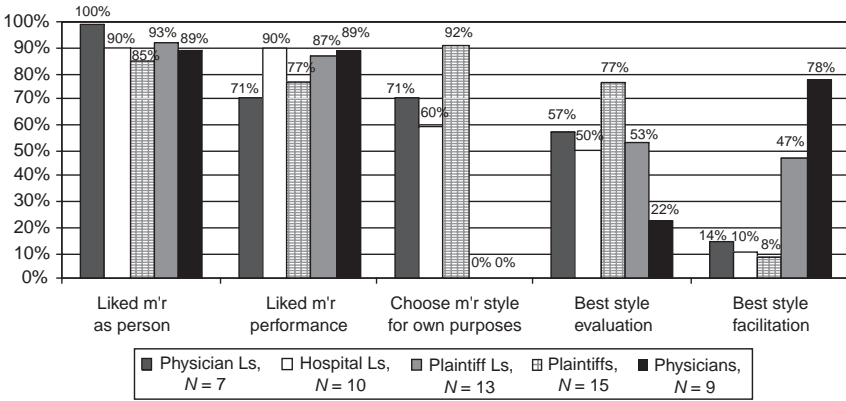 100%
90%
80%
70%
60%
50%
40%
30%
20%
10%
0%
100%
90%
85%
93%
89%
71%
90%
77%
87%
89%
71%
60%
92%
0%
0%
57%
50%
77%
53%
22%
14%
10%
8%
47%
78%
Liked m'r
as person
Liked m'r
performance
Choose m'r style
for own purposes
Best style
evaluation
Best style
facilitation
Physician Ls,
N = 7
Hospital Ls,
N = 10
Plaintiff Ls,
N = 13
Plaintiffs,
N = 15
Physicians,
N = 9